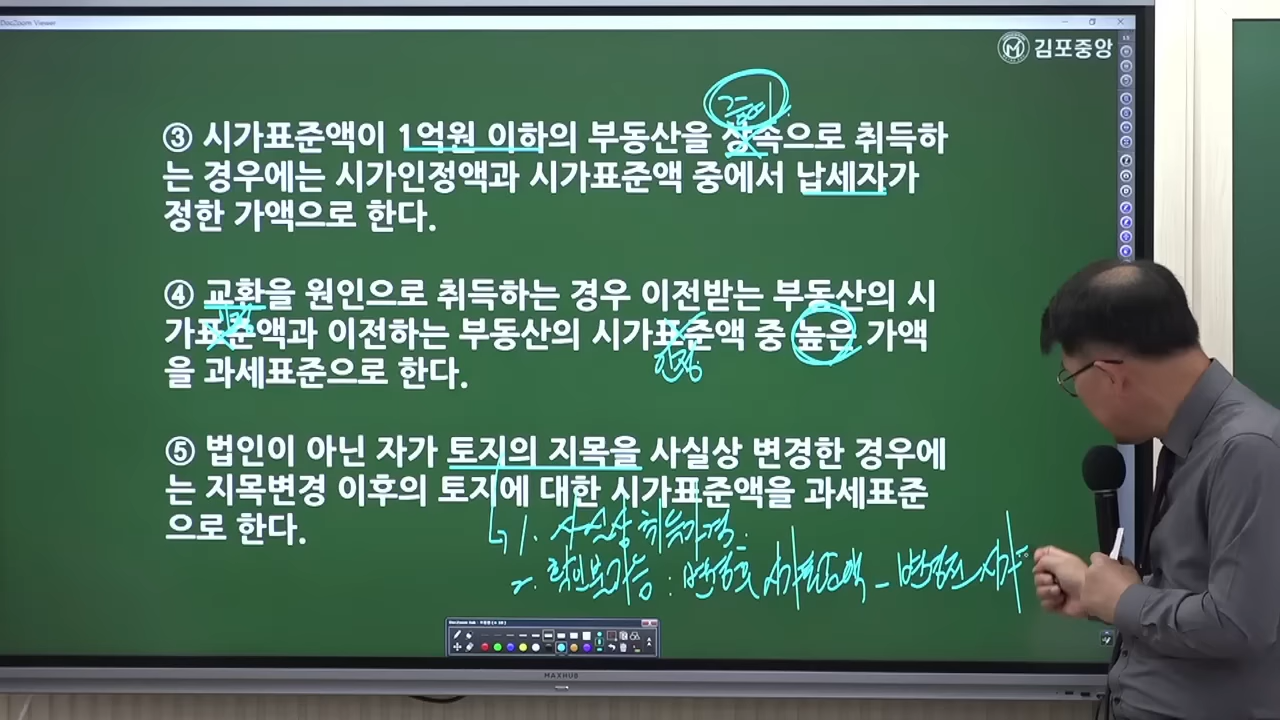 DocZoom Viewer
김포중앙
증여
③ 시가표준액이 1억원 이하의 부동산을 상속으로 취득하
는 경우에는 시가인정액과 시가표준액 중에서 납세자가
정한 가액으로 한다.
④ 교환을 원인으로 취득하는 경우 이전받는 부동산의 시
가표준액과 이전하는 부동산의 시가표준액 중 높은 가액
인정
을 과세표준으로 한다.
⑤ 법인이 아닌 자가 토지의 지목을 사실상 변경한 경우에
는 지목변경 이후의 토지에 대한 시가표준액을 과세표준
으로 한다.
1. 사실상 취득가격
2. 확인불가능 : 변경후 시가표준액 - 변경전 시가
MAXHUB